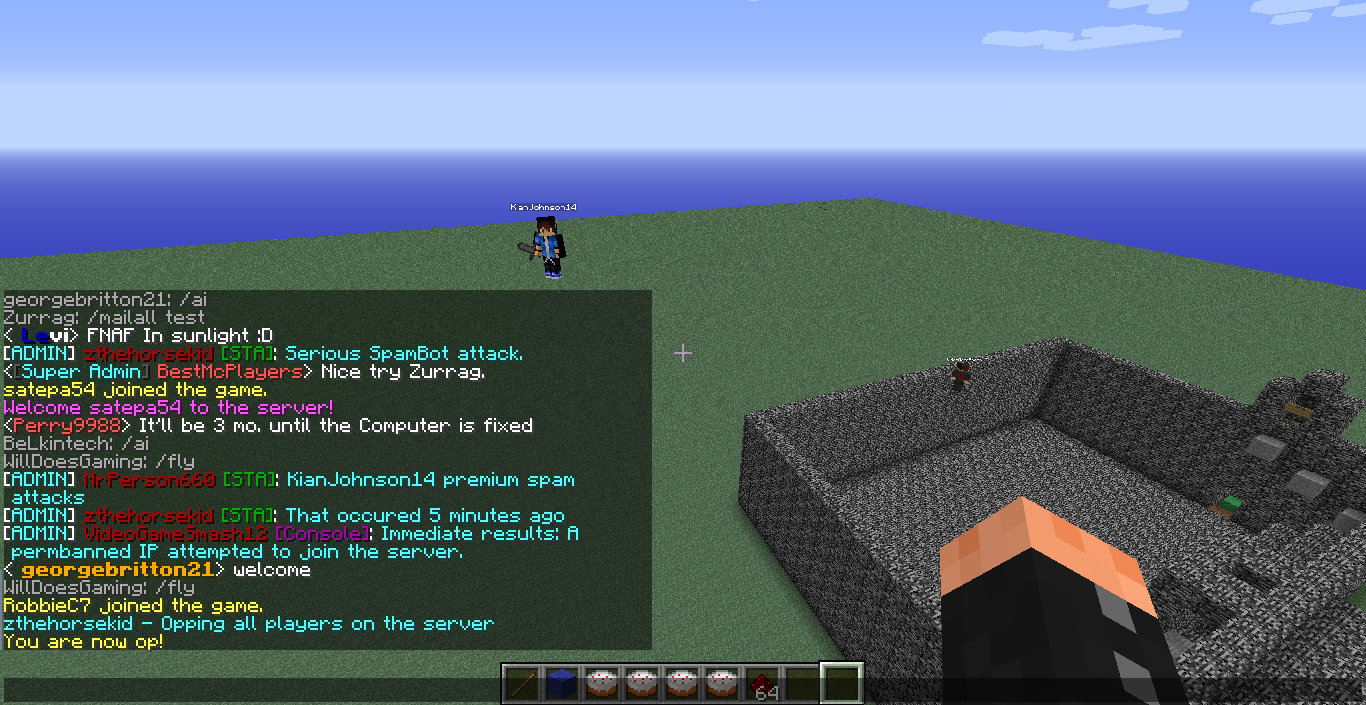 KianJohnson14
georgebritton21: /ai
Zurrag: /mailall test
< Levi> FNAF In sunlight :D
[ADMIN] zthehorsekid [STA]: Serious SpamBot attack.
<[Super Admin] BestMcPlayers> Nice try Zurrag.
satepa54 joined the game.
Welcome satepa54 to the server!
<Perry9988> It'll be 3 mo. until the Computer is fixed
BeLkintech: /ai
WillDoesGaming: /fly
[ADMIN] MrPerson660 [STA]: KianJohnson14 premium spam
attacks
[ADMIN] zthehorsekid [STA]: That occured 5 minutes ago
[ADMIN] VideoGameSmash12 [Console]: Immediate results: A
permbanned IP attempted to join the server.
< georgebritton21> welcome
WillDoesGaming: /fly
RobbieC7 joined the game.
zthehorsekid - Opping all players on the server
You are now op!
64